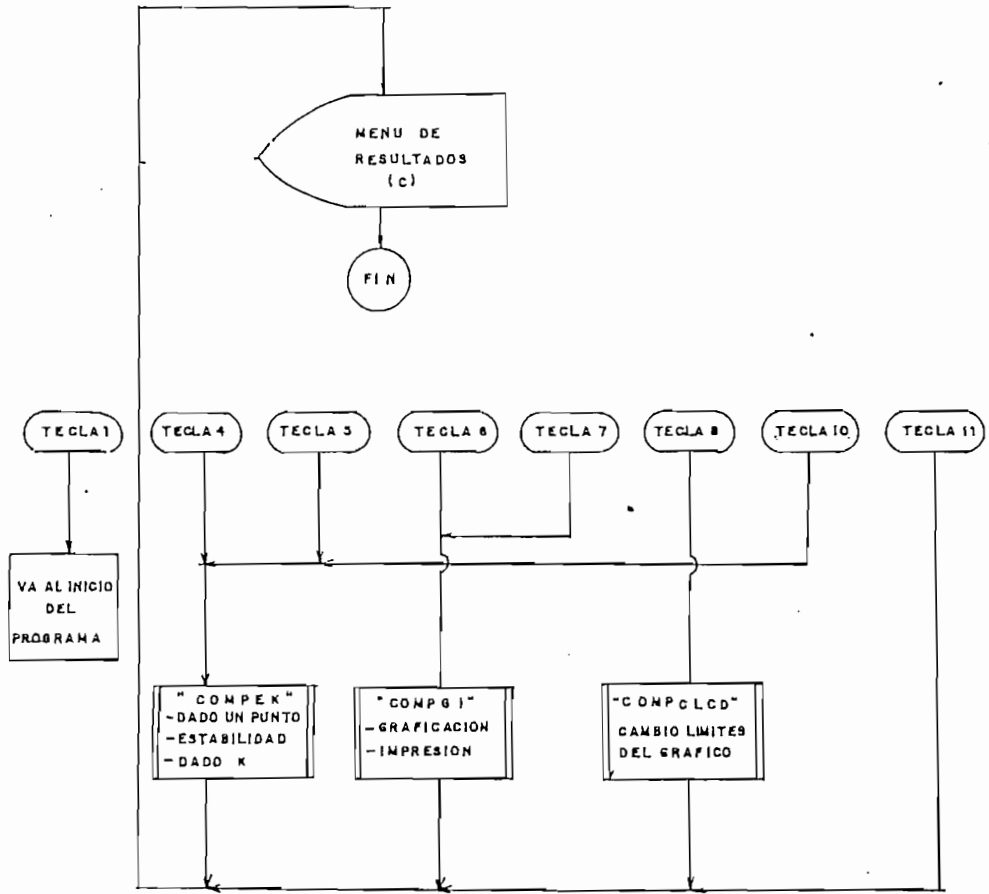 MENU DE
RESULTADOS
(C)
FIN
TECLA 1
TECLA 4
TECLA 5
TECLA 6
TECLA 7
TECLA 8
TECLA 10
TECLA 11
VA AL INICIO
DEL
PROGRAMA
"COMPEK"
-DADO UN PUNTO
-ESTABILIDAD
-DADO K
"COMPGI"
-GRAFICACION
-IMPRESION
"COMPCLCD"
CAMBIO LIMITES
DEL GRAFICO